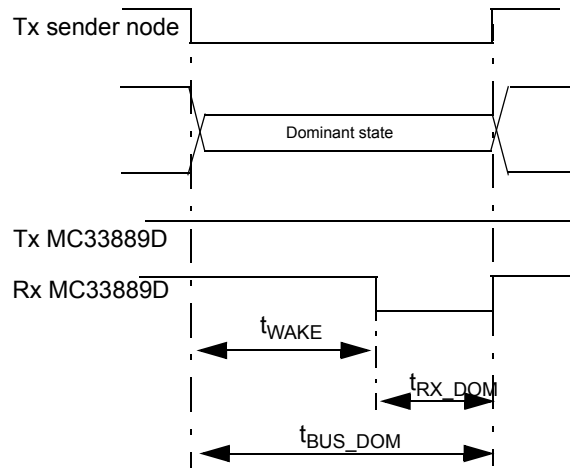 Tx sender node
Dominant state
Tx MC33889D
Rx MC33889D
tWAKE
tRX_DOM
tBUS_DOM